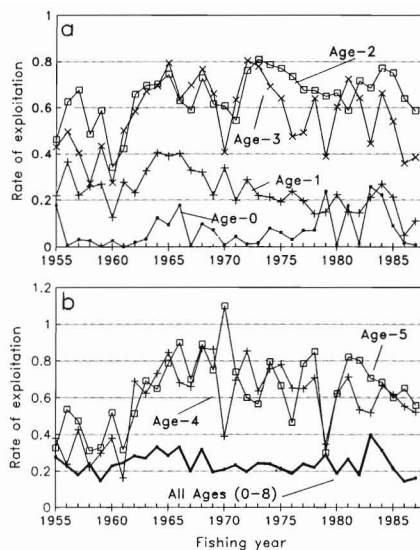 a
1
0.8
0.6
0.4
0.2
0
Rate of exploitation
Age-2
Age-3
Age-1
Age-0
1955 1960 1965 1970 1975 1980 1985
b
1.2
1
0.8
0.6
0.4
0.2
0
Rate of exploitation
Age-5
Age-4
All Ages (0-8)
1955 1960 1965 1970 1975 1980 1985
Fishing year